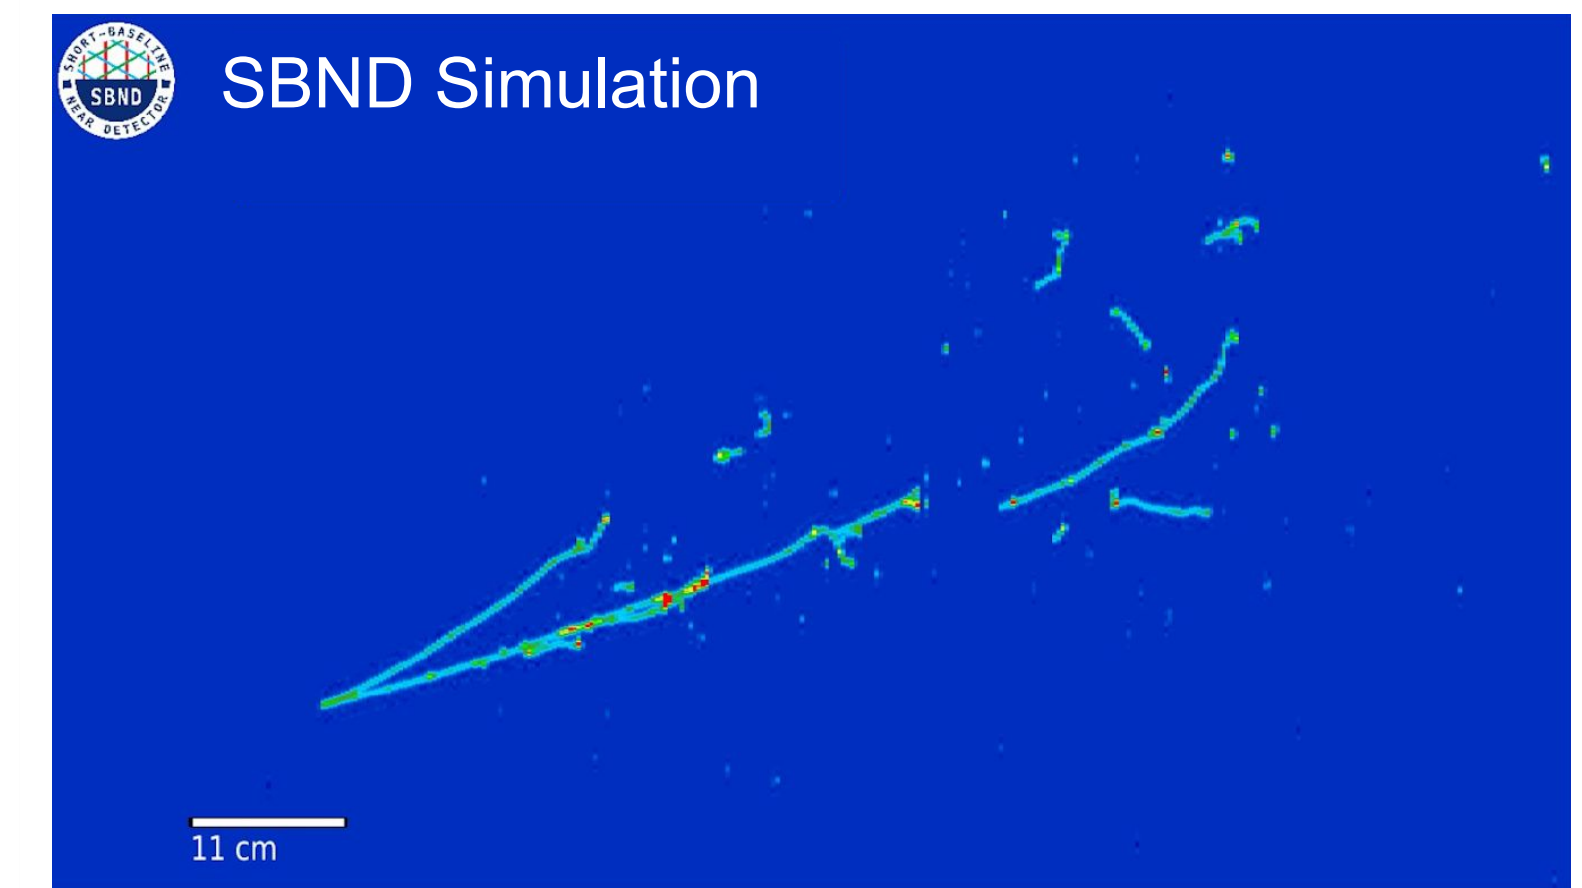 SHORT-BASELINE
SBND
NEAR DETECTOR
SBND Simulation
11 cm